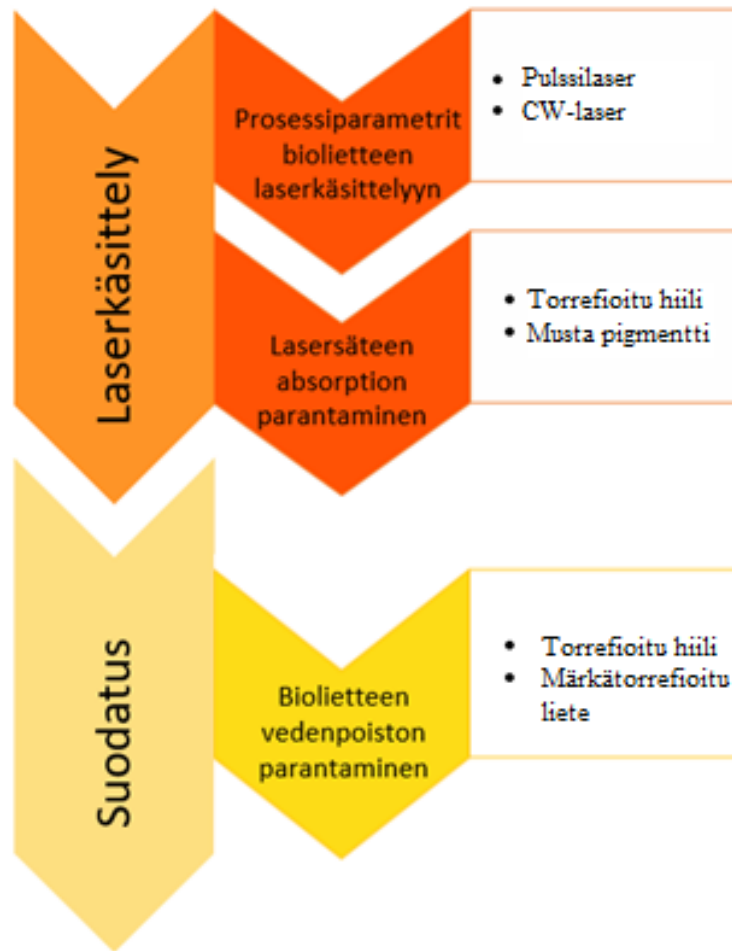 Laserkäsittely
Prosessiparametrit
biolietteen
laserkäsittelyyn
• Pulssilaser
• CW-laser
Lasersäteen
absorption
parantaminen
• Torrefioitu hiili
• Musta pigmentti
Suodatus
Biolietteen
vedenpoiston
parantaminen
• Torrefioitu hiili
• Märkätorrefioitu
liete